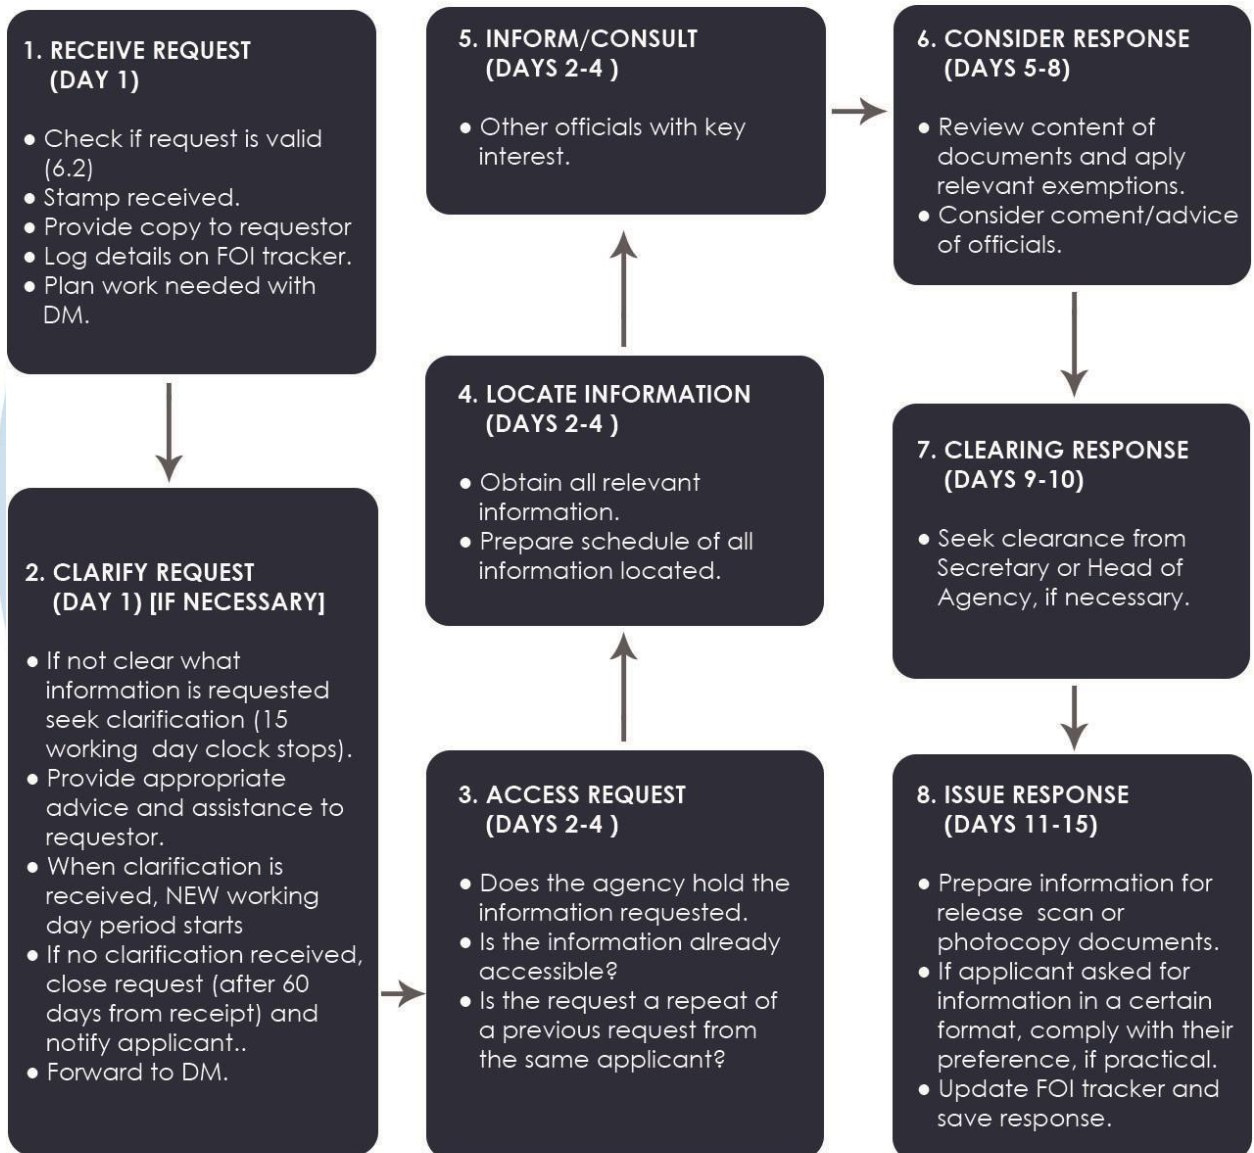 1. RECEIVE REQUEST
(DAY 1)
● Check if request is valid
(6.2)
● Stamp received.
● Provide copy to requestor
● Log details on FOI tracker.
● Plan work needed with
DM.
2. CLARIFY REQUEST
(DAY 1) [IF NECESSARY]
● If not clear what
information is requested
seek clarification (15
working day clock stops).
● Provide appropriate
advice and assistance to
requestor.
● When clarification is
received, NEW working
day period starts
● If no clarification received,
close request (after 60
days from receipt) and
notify applicant..
● Forward to DM.
3. ACCESS REQUEST
(DAYS 2-4 )
● Does the agency hold the
information requested.
● Is the information already
accessible?
● Is the request a repeat of
a previous request from
the same applicant?
4. LOCATE INFORMATION
(DAYS 2-4 )
● Obtain all relevant
information.
● Prepare schedule of all
information located.
5. INFORM/CONSULT
(DAYS 2-4 )
● Other officials with key
interest.
6. CONSIDER RESPONSE
(DAYS 5-8)
● Review content of
documents and aply
relevant exemptions.
● Consider coment/advice
of officials.
7. CLEARING RESPONSE
(DAYS 9-10)
● Seek clearance from
Secretary or Head of
Agency, if necessary.
8. ISSUE RESPONSE
(DAYS 11-15)
● Prepare information for
release scan or
photocopy documents.
● If applicant asked for
information in a certain
format, comply with their
preference, if practical.
● Update FOI tracker and
save response.